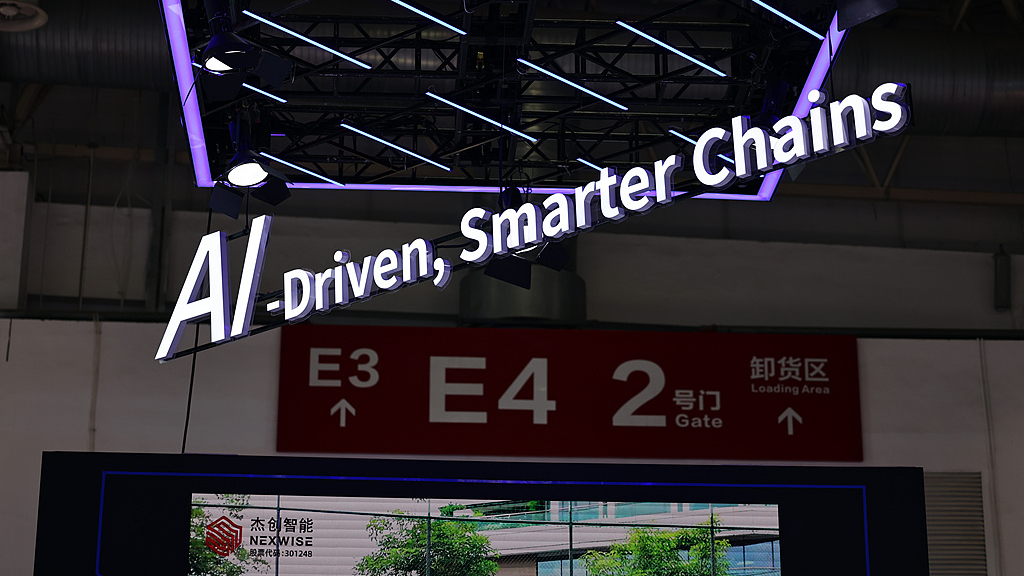 AI-Driven, Smarter Chains
E3
E4
2号门
Gate
卸货区
Loading Area
杰创智能
NEXWISE
股票代码:301248